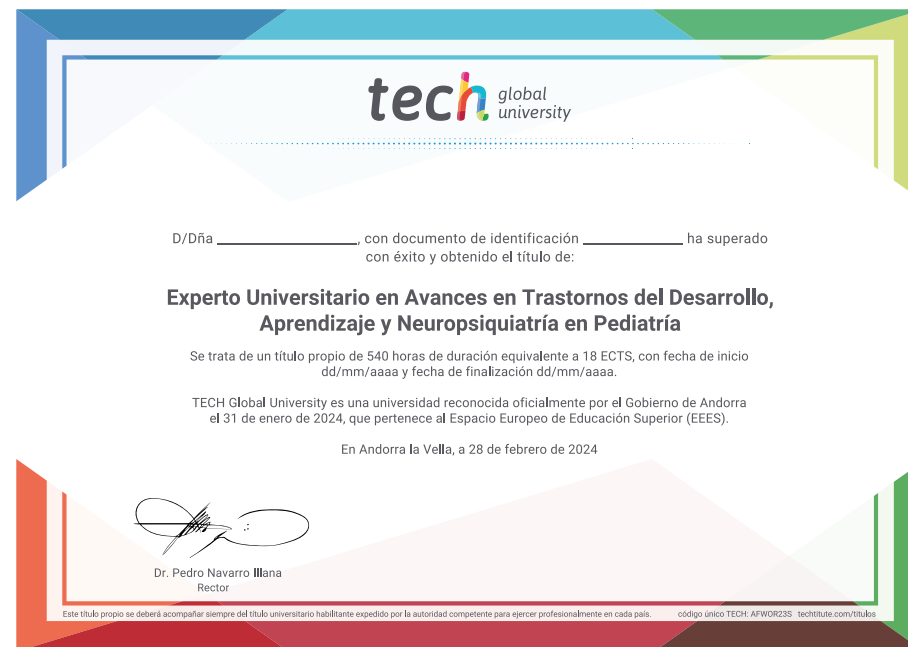 tech global university
D/Dña ____________________, con documento de identificación ______________ ha superado
con éxito y obtenido el título de:
Experto Universitario en Avances en Trastornos del Desarrollo,
Aprendizaje y Neuropsiquiatría en Pediatría
Se trata de un título propio de 540 horas de duración equivalente a 18 ECTS, con fecha de inicio
dd/mm/aaaa y fecha de finalización dd/mm/aaaa.
TECH Global University es una universidad reconocida oficialmente por el Gobierno de Andorra
el 31 de enero de 2024, que pertenece al Espacio Europeo de Educación Superior (EEES).
En Andorra la Vella, a 28 de febrero de 2024
Dr. Pedro Navarro Illana
Rector
Este título propio se deberá acompañar siempre del título universitario habilitante expedido por la autoridad competente para ejercer profesionalmente en cada país. código único TECH: AFWOR23S techtitute.com/titulos